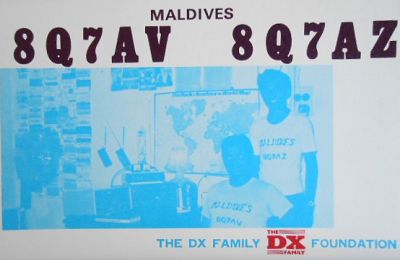 MALDIVES
8Q7AV 8Q7AZ
MALDIVES
8Q7AZ
MALDIVES
8Q7AV
THE DX FAMILY THE DX FAMILY FOUNDATION